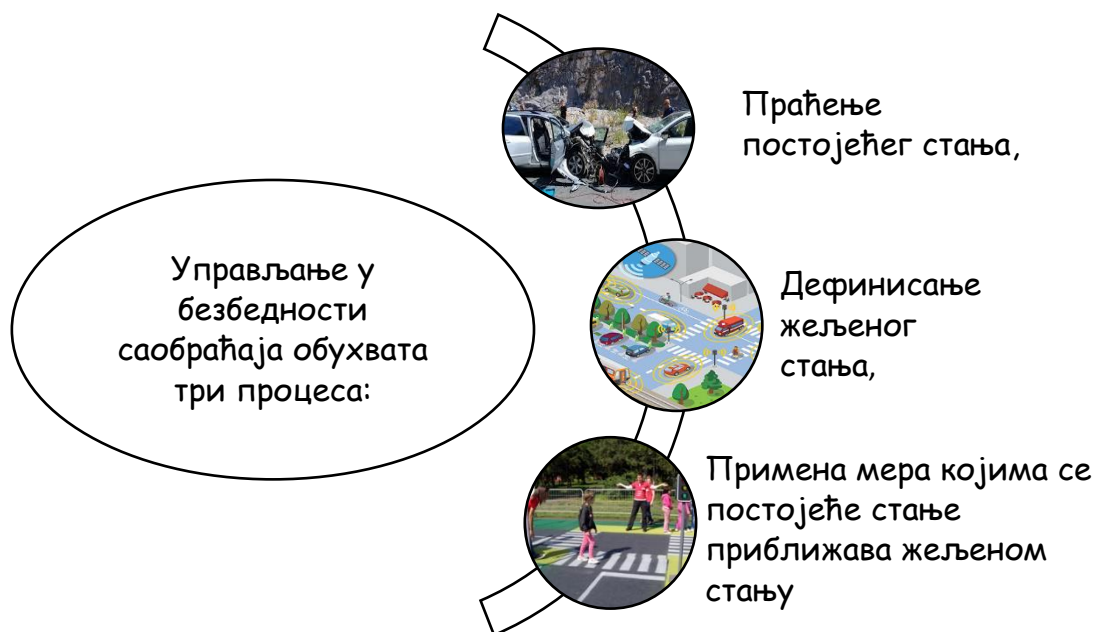 Управљање у
безбедности
саобраћаја обухвата
три процеса:
Праћење
постојећег стања,
Дефинисање
жељеног
стања,
Примена мера којима се
постојеће стање
приближава жељеном
стању